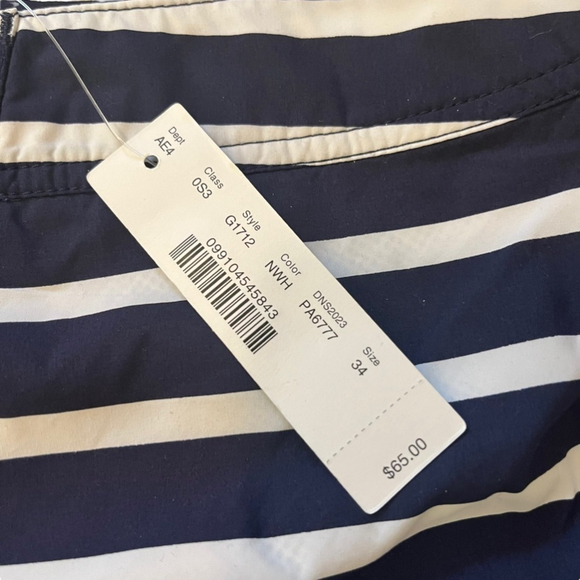 Dept Class Style Color DNS2023 Size
AE4 0S3 G1712 NWH PA6777 34
099104545843
$65.00